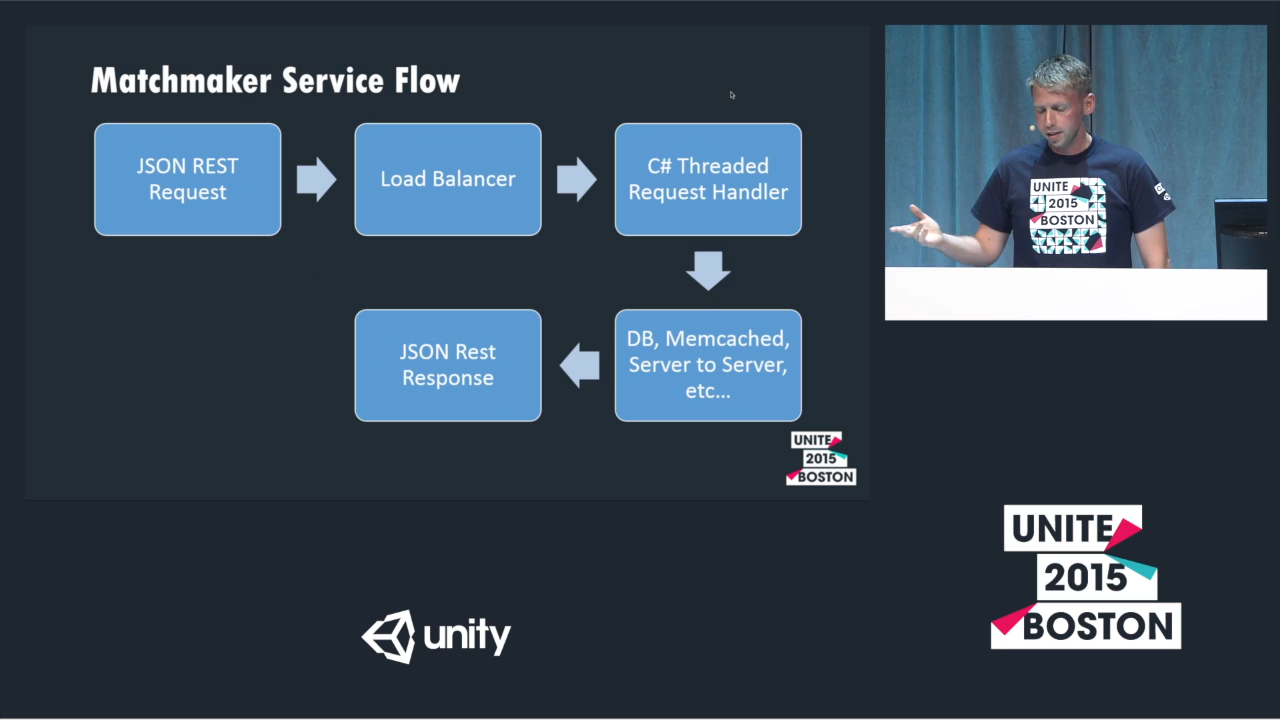 Matchmaker Service Flow
JSON REST
Request
Load Balancer
C# Threaded
Request Handler
DB, Memcached,
Server to Server,
etc...
JSON Rest
Response
UNITE
2015
BOSTON
UNITE
2015
BOSTON
UNITE
2015
BOSTON
unity